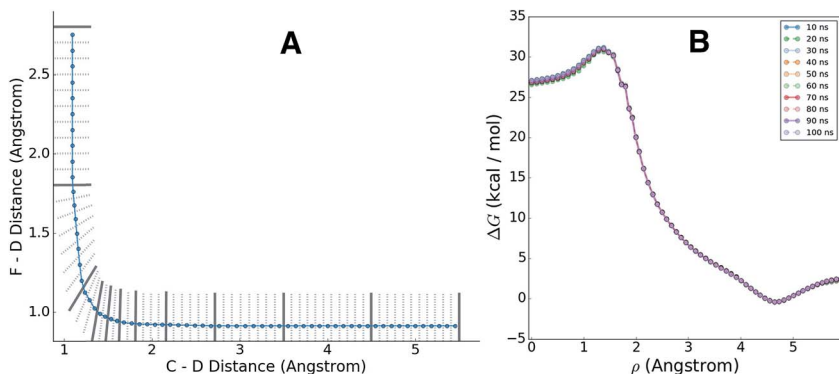 A
2.5
2.0
1.5
1.0
F - D Distance (Angstrom)
1
2
3
4
5
C - D Distance (Angstrom)
B
35
30
25
20
15
10
5
0
−5
ΔG (kcal / mol)
0
1
2
3
4
5
ρ (Angstrom)
10 ns
20 ns
30 ns
40 ns
50 ns
60 ns
70 ns
80 ns
90 ns
100 ns